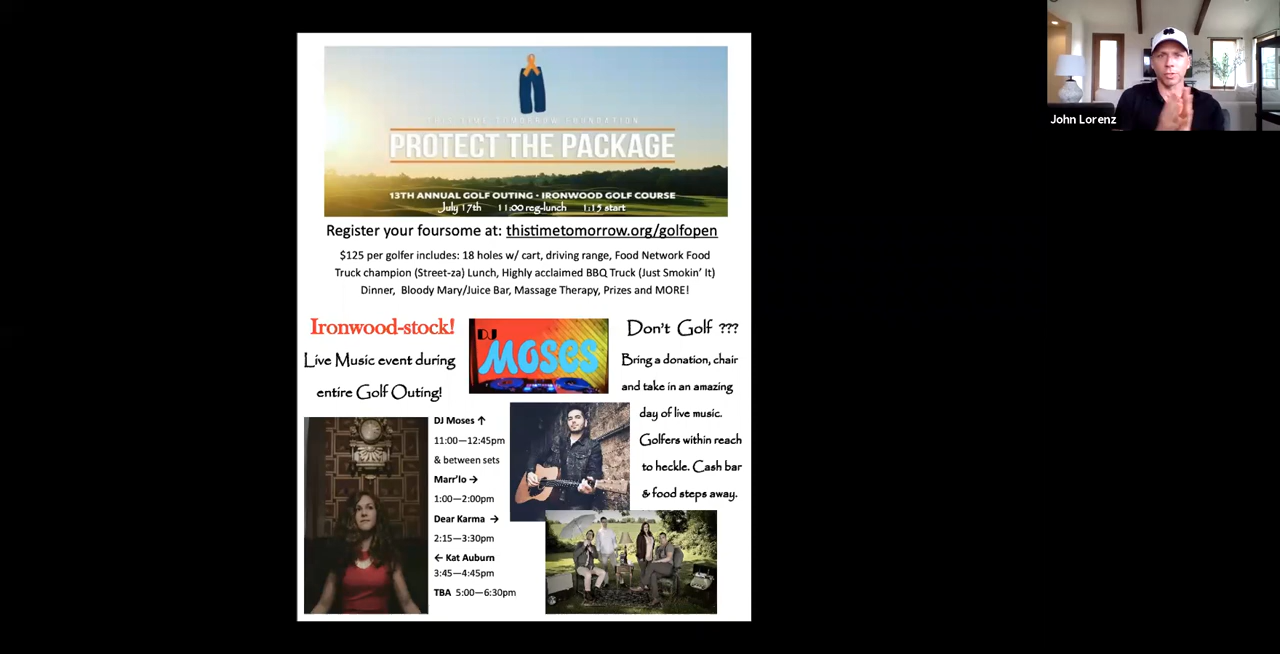 THIS TIME TOMORROW FOUNDATION
PROTECT THE PACKAGE
13TH ANNUAL GOLF OUTING · IRONWOOD GOLF COURSE
July 17th 11:00 reg-lunch 1:15 start
Register your foursome at: thistimetomorrow.org/golfopen
$125 per golfer includes: 18 holes w/ cart, driving range, Food Network Food
Truck champion (Street-za) Lunch, Highly acclaimed BBQ Truck (Just Smokin' It)
Dinner, Bloody Mary/Juice Bar, Massage Therapy, Prizes and MORE!
Ironwood-stock!
Live Music event during
entire Golf Outing!
DJ
MOSES
Don't Golf ???
Bring a donation, chair
and take in an amazing
day of live music.
Golfers within reach
to heckle. Cash bar
& food steps away.
DJ Moses ↑
11:00—12:45pm
& between sets
Marr'lo →
1:00—2:00pm
Dear Karma →
2:15—3:30pm
← Kat Auburn
3:45—4:45pm
TBA 5:00—6:30pm
John Lorenz